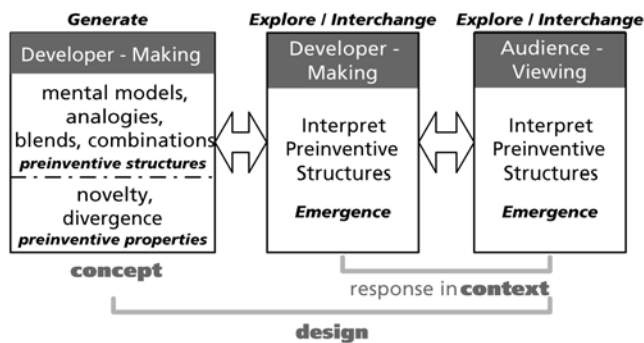 Generate
Developer - Making
mental models,
analogies,
blends, combinations
preinventive structures
novelty,
divergence
preinventive properties
concept
Explore / Interchange
Developer -
Making
Interpret
Preinventive
Structures
Emergence
Explore / Interchange
Audience -
Viewing
Interpret
Preinventive
Structures
Emergence
response in context
design